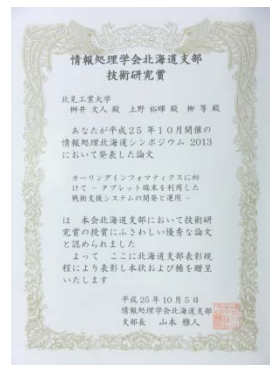 情報処理学会北海道支部
技術研究賞
北見工業大学
桝井 文人 殿 上野 裕暉 殿 柳 等 殿
あなたが平成25年10月開催の
情報処理北海道シンポジウム 2013
において発表した論文
カーリングインフォマティクスに向
けて - タブレット端末を利用した
戦術支援システムの開発と運用 -
は 本会北海道支部において技術研
究賞の授賞にふさわしい優秀な論文
と認められました
よって ここに北海道支部表彰規
程により表彰し本状および楯を贈呈
いたします
平成25年10月5日
情報処理学会北海道支部
支部長 山本 雅人